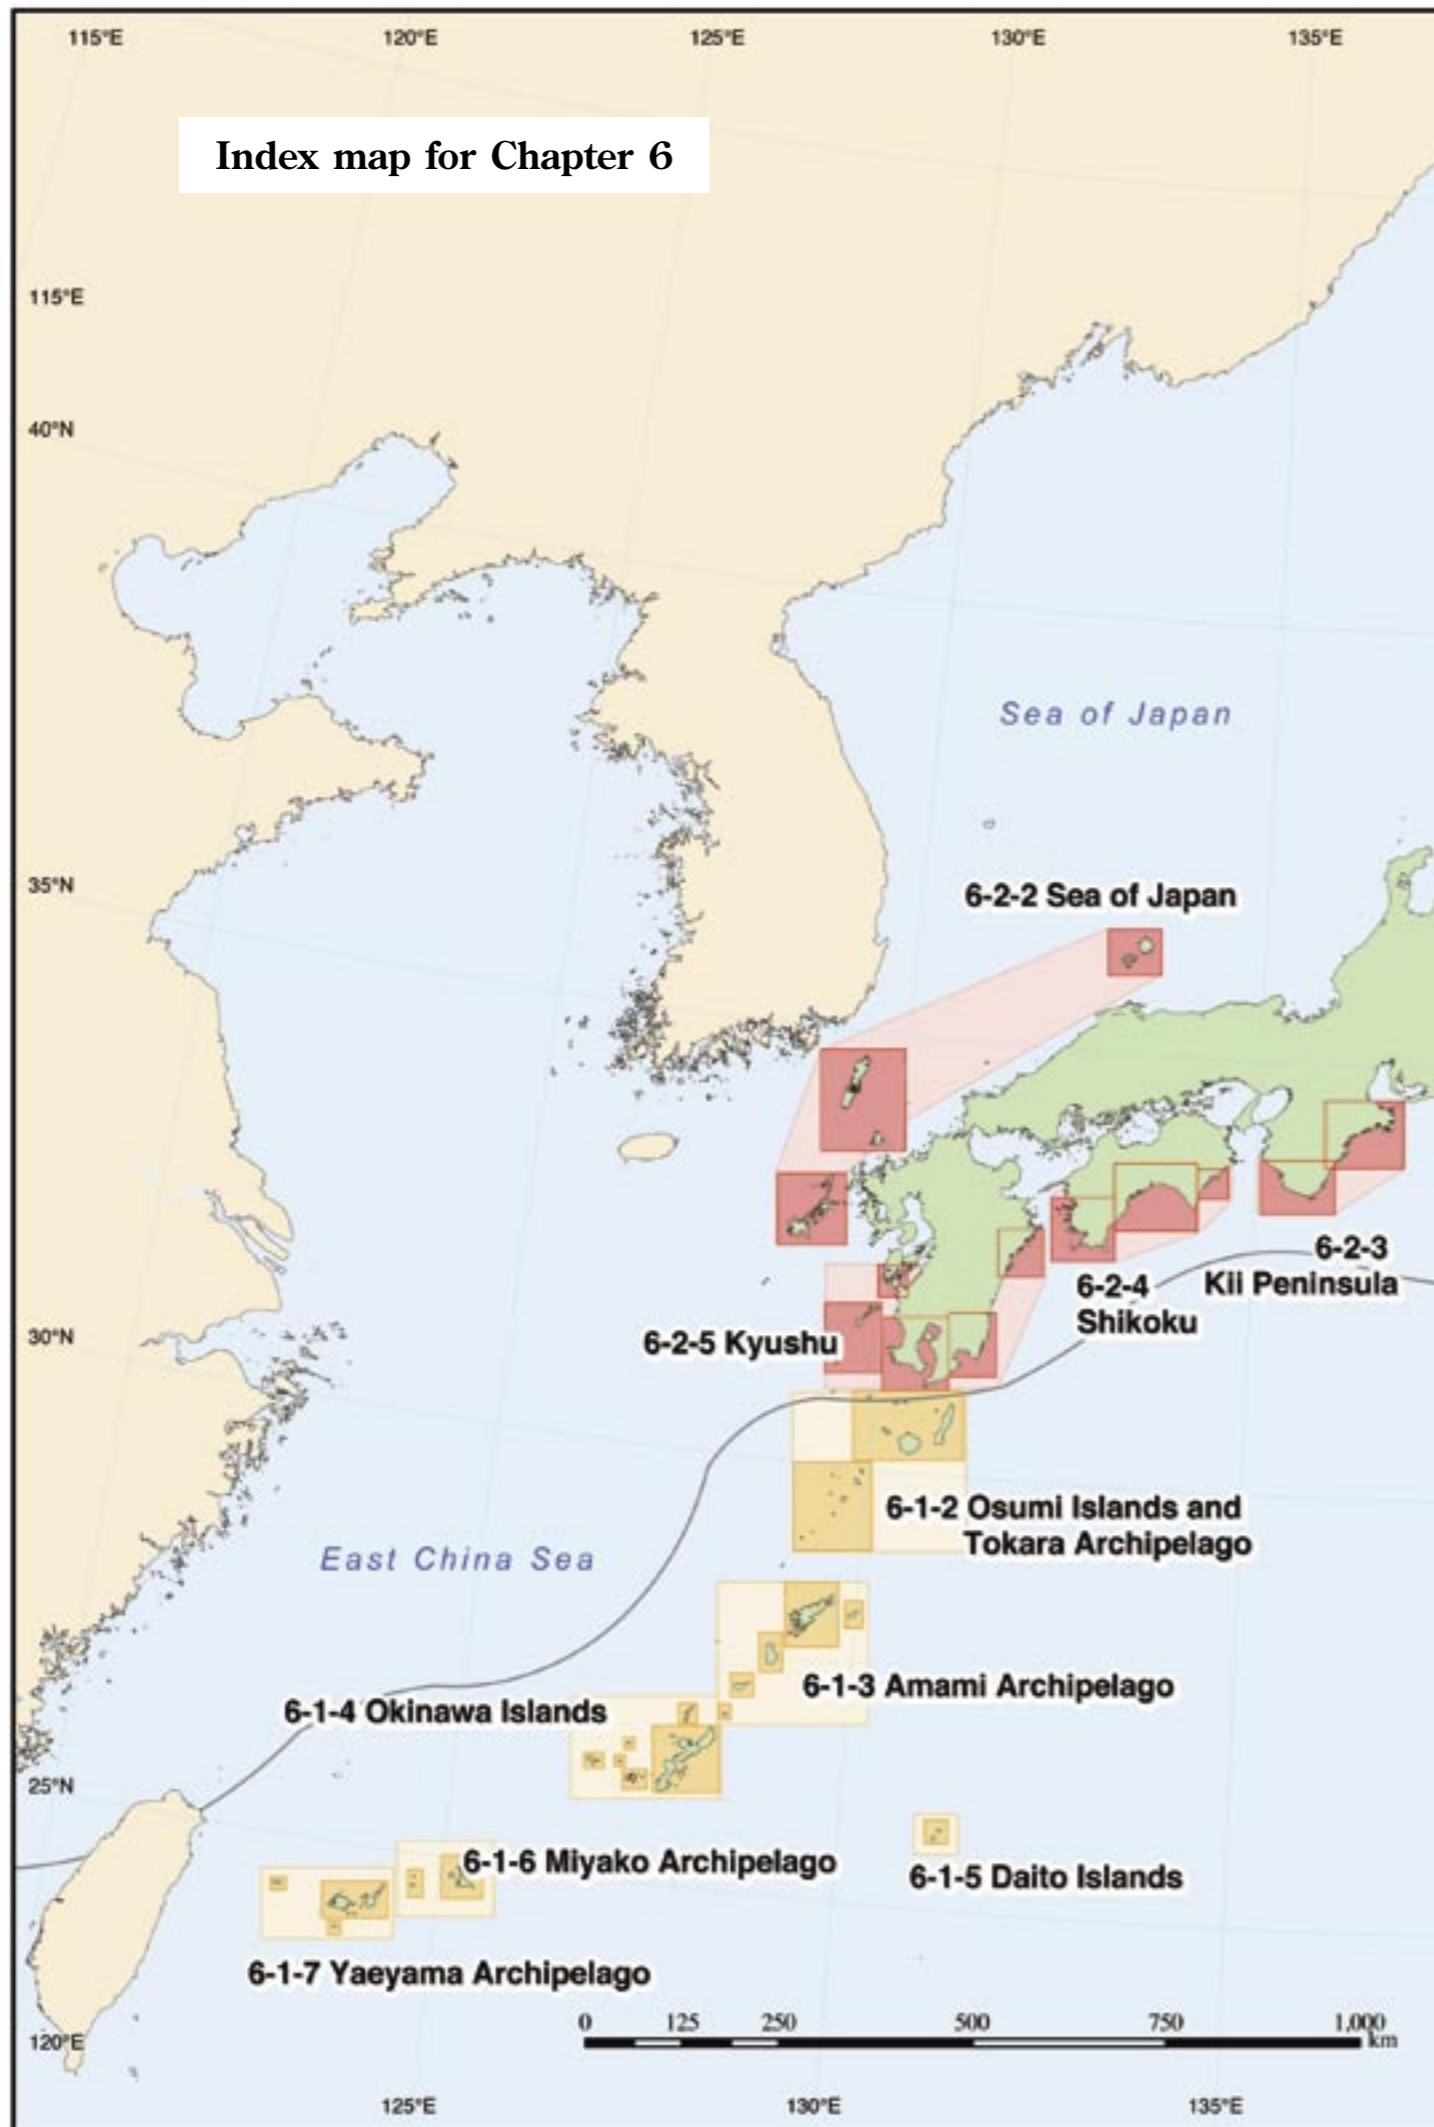 115°E 120°E 125°E 130°E 135°E
Index map for Chapter 6
115°E
40°N
Sea of Japan
35°N
6-2-2 Sea of Japan
6-2-3
Kii Peninsula
6-2-4
Shikoku
30°N
6-2-5 Kyushu
6-1-2 Osumi Islands and
Tokara Archipelago
East China Sea
6-1-3 Amami Archipelago
6-1-4 Okinawa Islands
25°N
6-1-6 Miyako Archipelago
6-1-5 Daito Islands
6-1-7 Yaeyama Archipelago
0 125 250 500 750 1,000
km
120°E
125°E 130°E 135°E